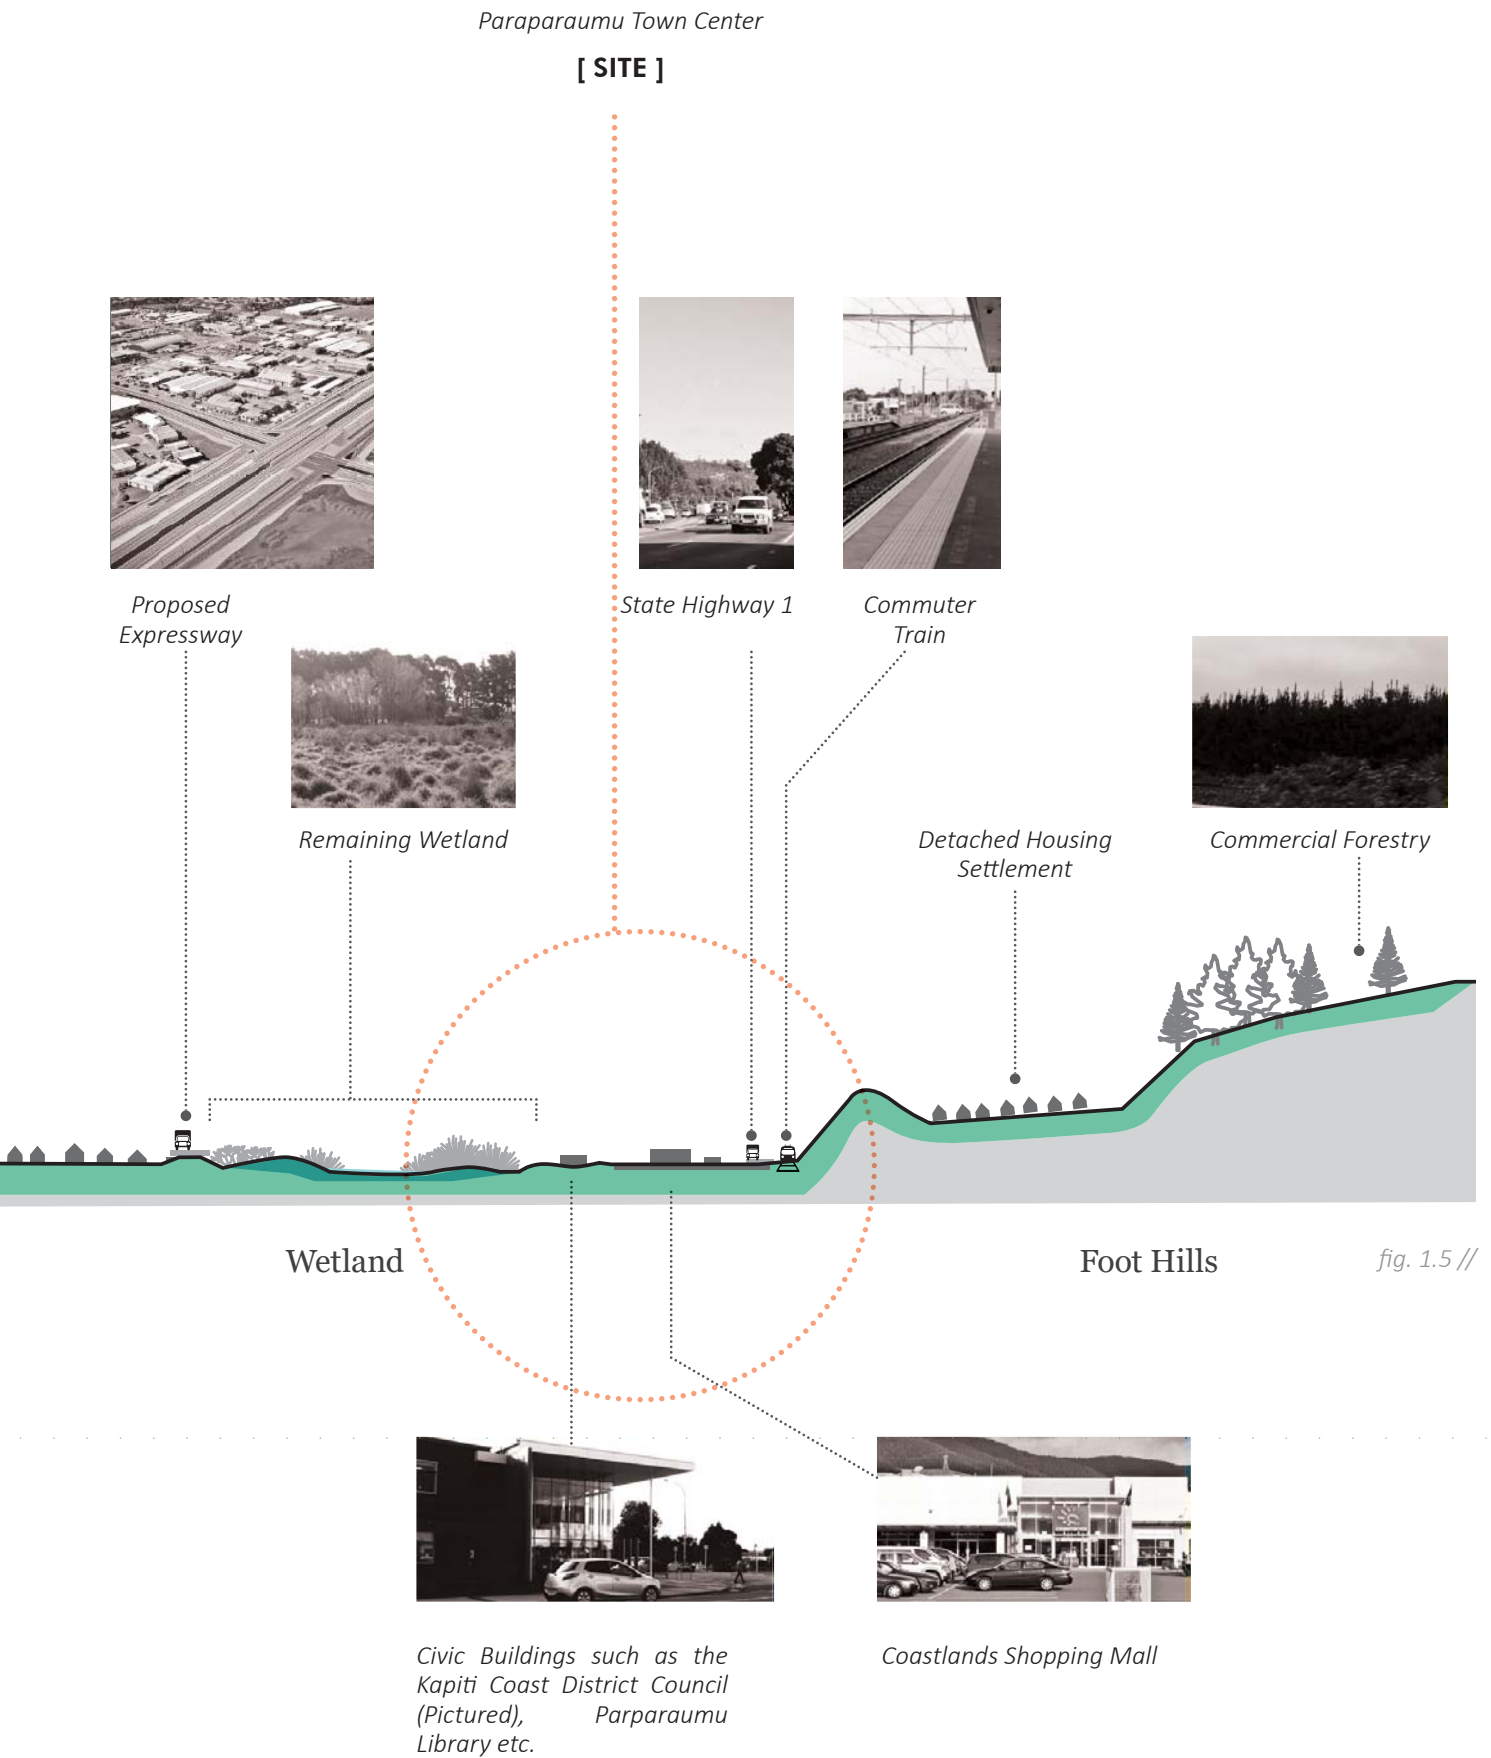 Paraparaumu Town Center
[ SITE ]
Proposed
Expressway
State Highway 1
Commuter
Train
Remaining Wetland
Detached Housing
Settlement
Commercial Forestry
Wetland
Foot Hills
fig. 1.5 //
Civic Buildings such as the
Kapiti Coast District Council
(Pictured), Parparaumu
Library etc.
Coastlands Shopping Mall